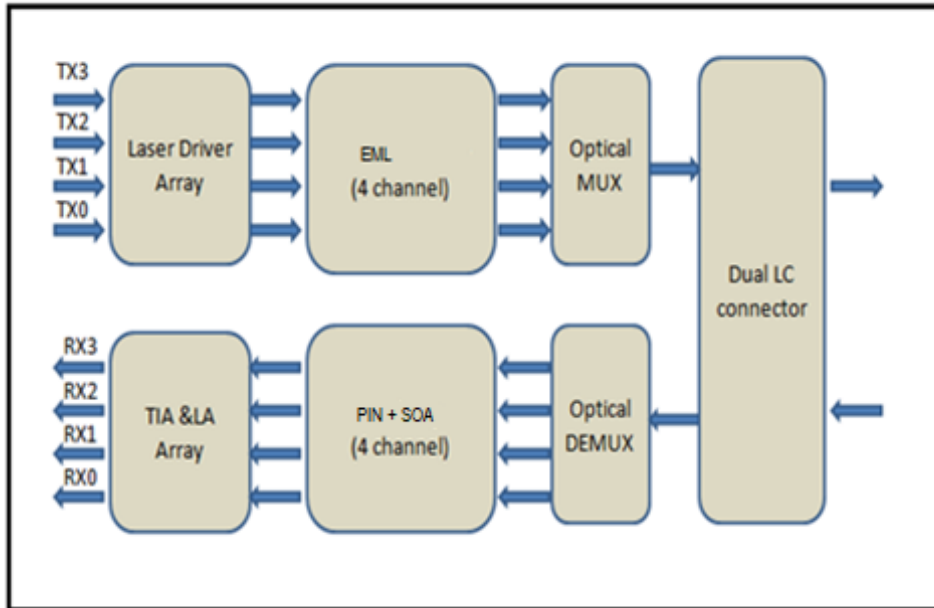 TX3
TX2
TX1
TX0
Laser Driver
Array
EML
(4 channel)
Optical
MUX
Dual LC
connector
RX3
RX2
RX1
RX0
TIA &LA
Array
PIN + SOA
(4 channel)
Optical
DEMUX